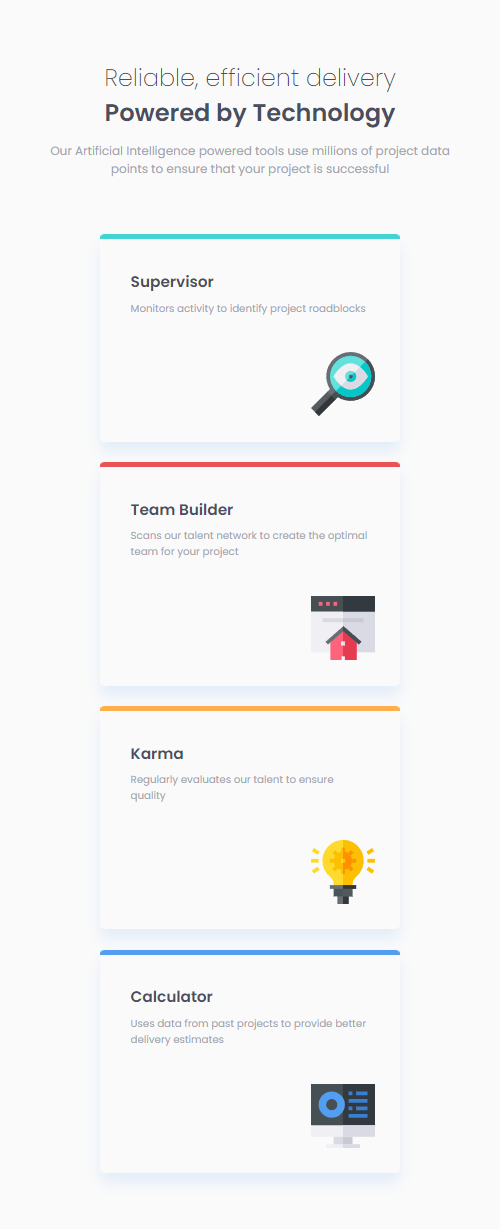 Reliable, efficient delivery
Powered by Technology
Our Artificial Intelligence powered tools use millions of project data
points to ensure that your project is successful
Supervisor
Monitors activity to identify project roadblocks
Team Builder
Scans our talent network to create the optimal
team for your project
Karma
Regularly evaluates our talent to ensure
quality
Calculator
Uses data from past projects to provide better
delivery estimates